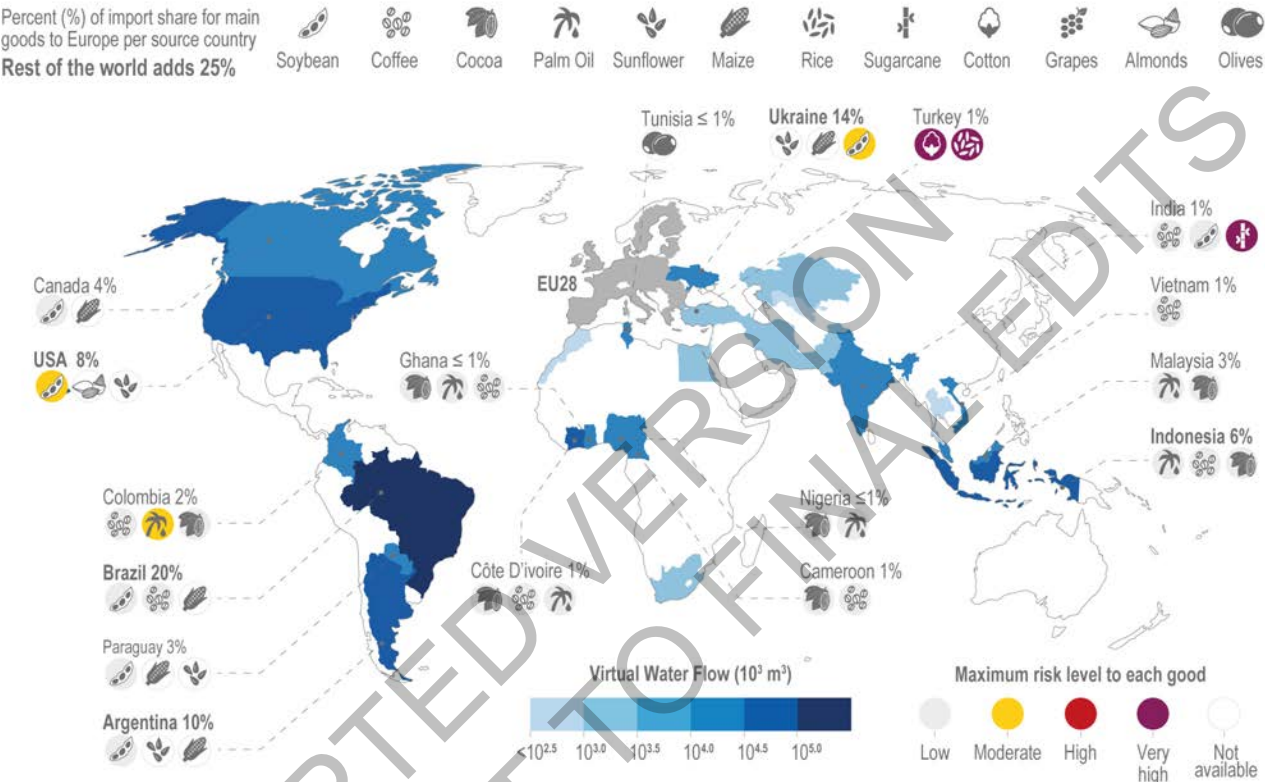 Percent (%) of import share for main
goods to Europe per source country
Rest of the world adds 25%
Soybean
Coffee
Cocoa
Palm Oil
Sunflower
Maize
Rice
Sugarcane
Cotton
Grapes
Almonds
Olives
Tunisia ≤ 1%
Ukraine 14%
Turkey 1%
India 1%
EU28
Canada 4%
Vietnam 1%
USA 8%
Ghana ≤ 1%
Malaysia 3%
Indonesia 6%
Colombia 2%
Nigeria ≤1%
Brazil 20%
Côte D'ivoire 1%
Cameroon 1%
Paraguay 3%
Argentina 10%
Virtual Water Flow (10³ m³)
<10^2.5
10^3.0
10^3.5
10^4.0
10^4.5
10^5.0
Maximum risk level to each good
Low
Moderate
High
Very
high
Not
available
VERSION
TO FINAL EDITS